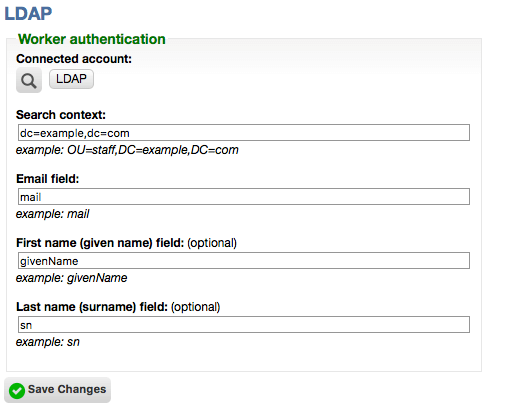 LDAP
Worker authentication
Connected account:
LDAP
Search context:
dc=example,dc=com
example: OU=staff,DC=example,DC=com
Email field:
mail
example: mail
First name (given name) field: (optional)
givenName
example: givenName
Last name (surname) field: (optional)
sn
example: sn
Save Changes